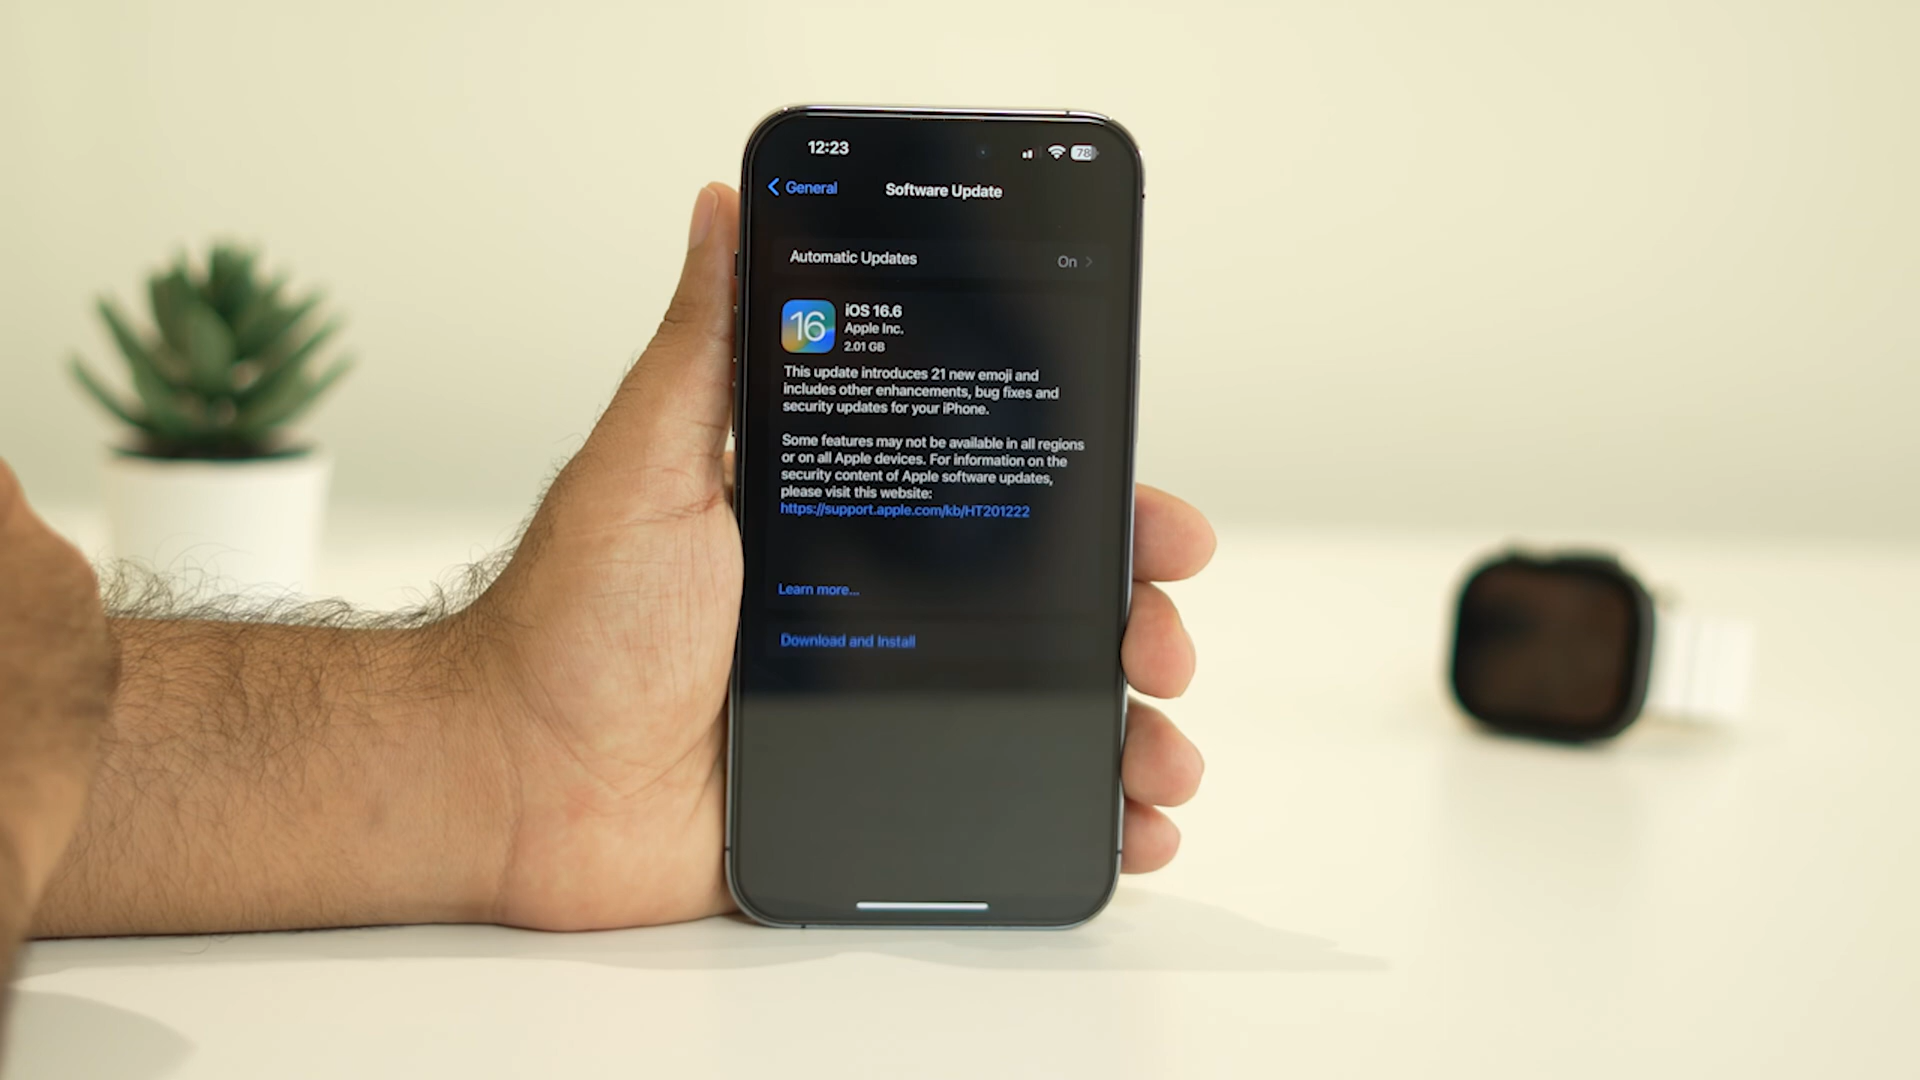 12:23
78
General
Software Update
Automatic Updates
On
16
iOS 16.6
Apple Inc.
2.01 GB
This update introduces 21 new emoji and
includes other enhancements, bug fixes and
security updates for your iPhone.
Some features may not be available in all regions
or on all Apple devices. For information on the
security content of Apple software updates,
please visit this website:
https://support.apple.com/kb/HT201222
Learn more...
Download and Install